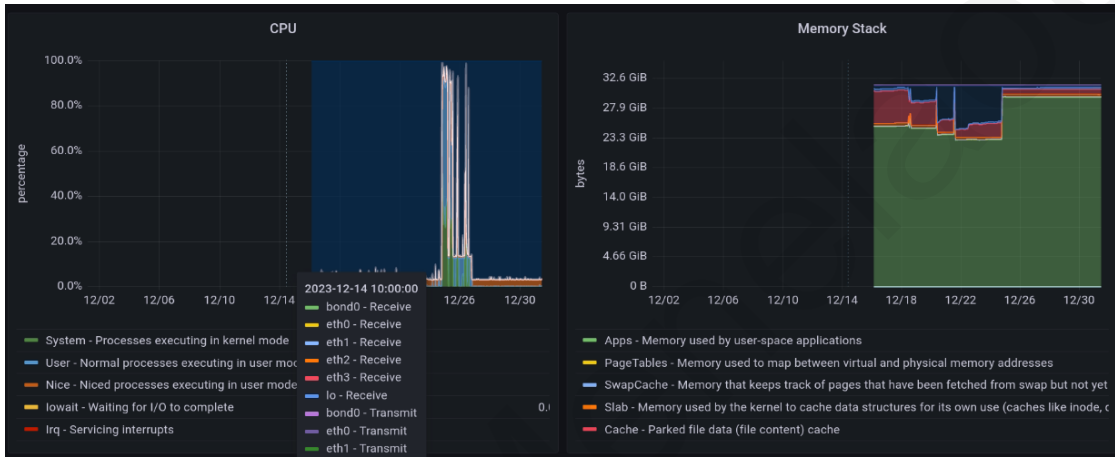 CPU
100.0%
80.0%
60.0%
40.0%
20.0%
0.0%
percentage
12/02 12/06 12/10 12/14 12/26 12/30
System - Processes executing in kernel mode
User - Normal processes executing in user mod
Nice - Niced processes executing in user mode
Iowait - Waiting for I/O to complete
Irq - Servicing interrupts
2023-12-14 10:00:00
bond0 - Receive
eth0 - Receive
eth1 - Receive
eth2 - Receive
eth3 - Receive
lo - Receive
bond0 - Transmit
eth0 - Transmit
eth1 - Transmit
Memory Stack
32.6 GiB
27.9 GiB
23.3 GiB
18.6 GiB
14.0 GiB
9.31 GiB
4.66 GiB
0 B
bytes
12/02 12/06 12/10 12/14 12/18 12/22 12/26 12/30
Apps - Memory used by user-space applications
PageTables - Memory used to map between virtual and physical memory addresses
SwapCache - Memory that keeps track of pages that have been fetched from swap but not yet
Slab - Memory used by the kernel to cache data structures for its own use (caches like inode,
Cache - Parked file data (file content) cache